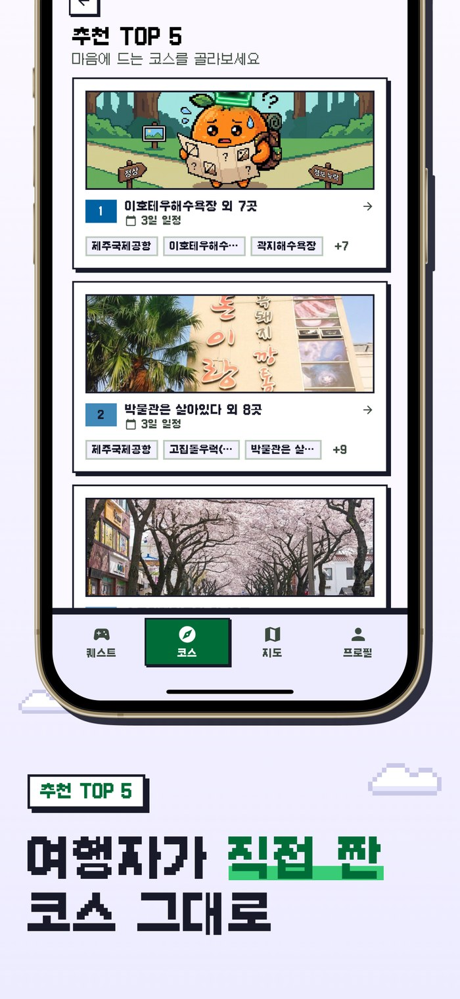 추천 TOP 5
마음에 드는 코스를 골라보세요
? ?
정상
정보 누락
? ? ?
1
이호테우해수욕장 외 7곳
3일 일정
제주국제공항
이호테우해수…
곽지해수욕장
+7
돈이랑
흑돼지 깡통
2
박물관은 살아있다 외 8곳
3일 일정
제주국제공항
고집돌우럭(…
박물관은 살…
+9
퀘스트
코스
지도
프로필
추천 TOP 5
여행자가 직접 짠
코스 그대로